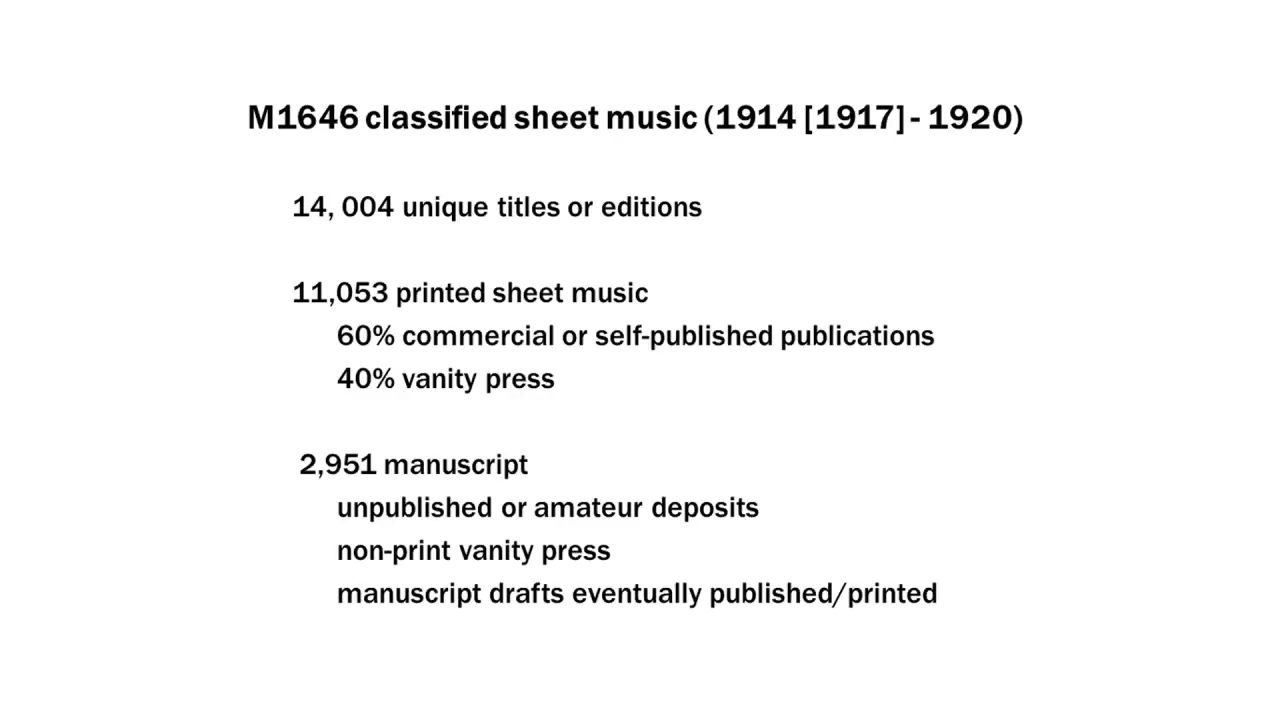 M1646 classified sheet music (1914 [1917] - 1920)
14, 004 unique titles or editions
11,053 printed sheet music
60% commercial or self-published publications
40% vanity press
2,951 manuscript
unpublished or amateur deposits
non-print vanity press
manuscript drafts eventually published/printed